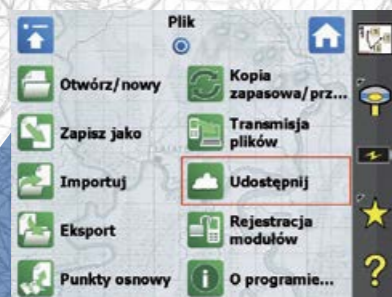 Plik
Otwórz/nowy
Kopia
zapasowa/prz...
Zapisz jako
Transmisja
plików
Importuj
Udostępnij
Eksport
Rejestracja
modułów
Punkty osnowy
O programie...
?